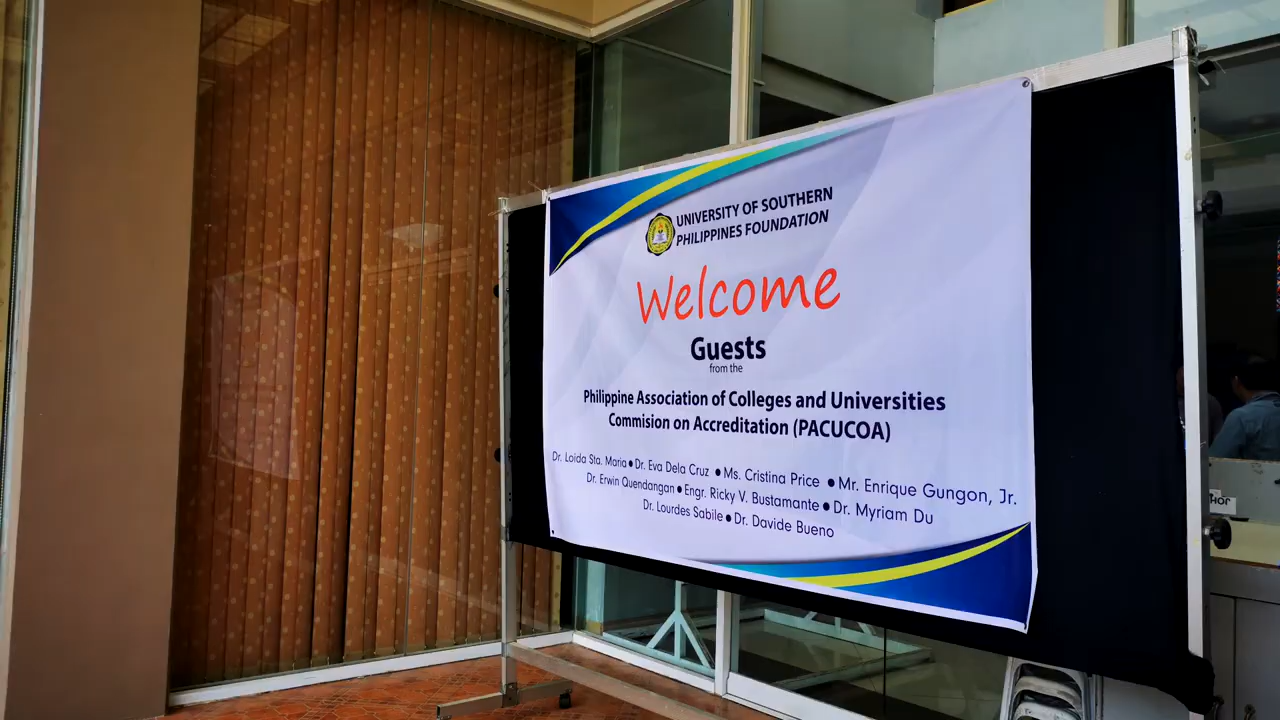 UNIVERSITY OF SOUTHERN
PHILIPPINES FOUNDATION
Welcome
Guests
from the
Philippine Association of Colleges and Universities
Commision on Accreditation (PACUCOA)
Dr. Loida Sta. Maria ● Dr. Eva Dela Cruz ● Ms. Cristina Price ● Mr. Enrique Gungon, Jr.
Dr. Erwin Quendangan ● Engr. Ricky V. Bustamante ● Dr. Myriam Du
Dr. Lourdes Sabile ● Dr. Davide Bueno